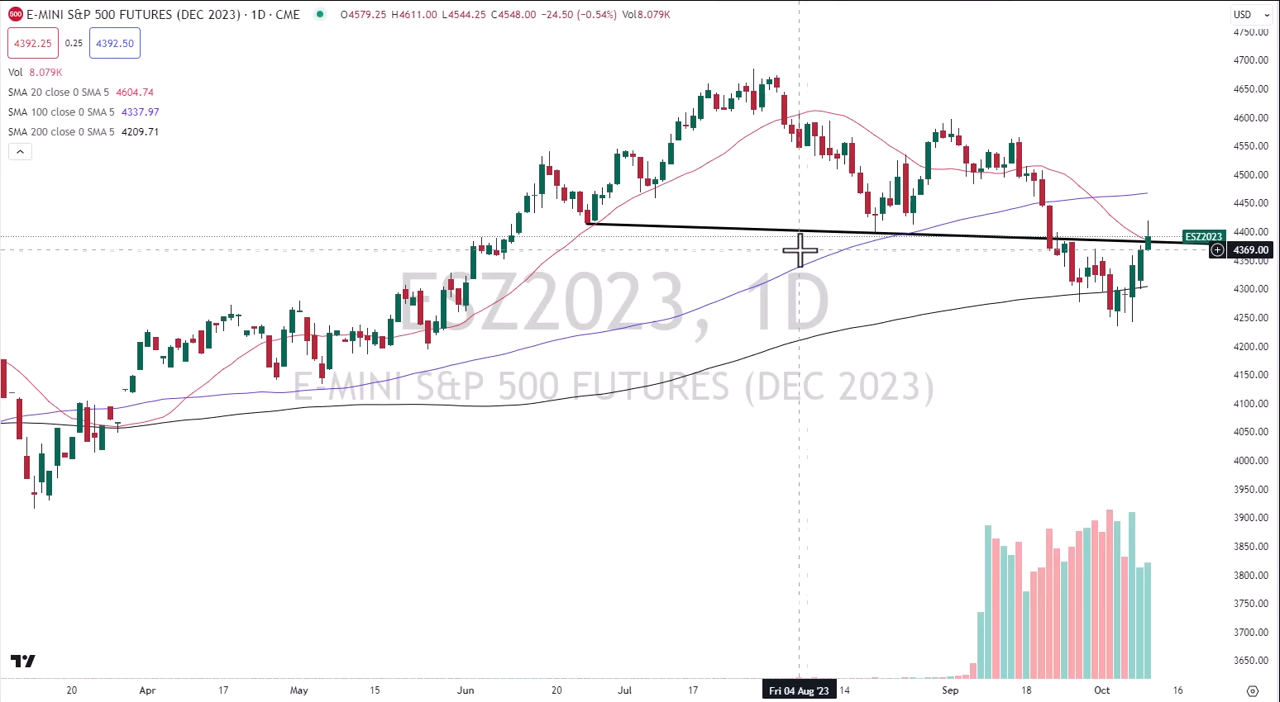 500 E-MINI S&P 500 FUTURES (DEC 2023) · 1D · CME O4579.25 H4611.00 L4544.25 C4548.00 −24.50 (−0.54%) Vol8.079K
USD
4392.25 0.25 4392.50
Vol 8.079K
SMA 20 close 0 SMA 5 4604.74
SMA 100 close 0 SMA 5 4337.97
SMA 200 close 0 SMA 5 4209.71
4750.00
4700.00
4650.00
4600.00
4550.00
4500.00
4450.00
4400.00
ESZ2023
4369.00
4350.00
4300.00
4250.00
4200.00
4150.00
4100.00
4050.00
4000.00
3950.00
3900.00
3850.00
3800.00
3750.00
3700.00
3650.00
ESZ2023, 1D
E-MINI S&P 500 FUTURES (DEC 2023)
20 Apr 17 May 15 Jun 20 Jul 17 Fri 04 Aug '23 14 Sep 18 Oct 16